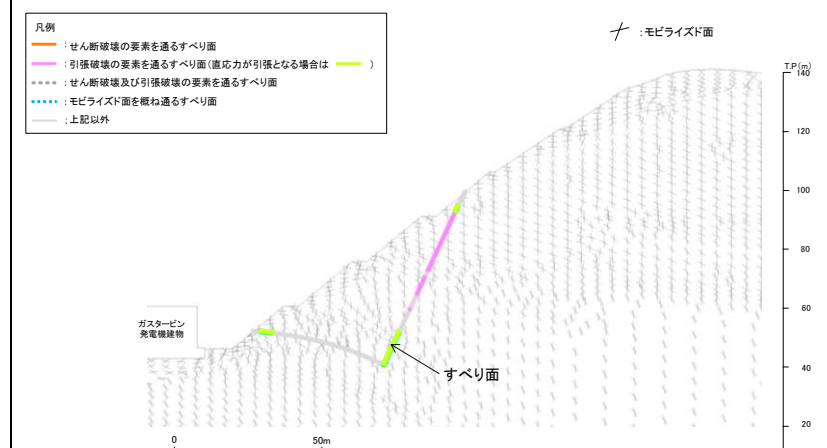 凡例
：せん断破壊の要素を通るすべり面
：引張破壊の要素を通るすべり面（直応力が引張となる場合は　　）
：せん断破壊及び引張破壊の要素を通るすべり面
：モビライズド面を概ね通るすべり面
：上記以外
：モビライズド面
T.P（m）
140
120
100
80
60
ガスタービン
発電機建物
すべり面
40
20
0 50m